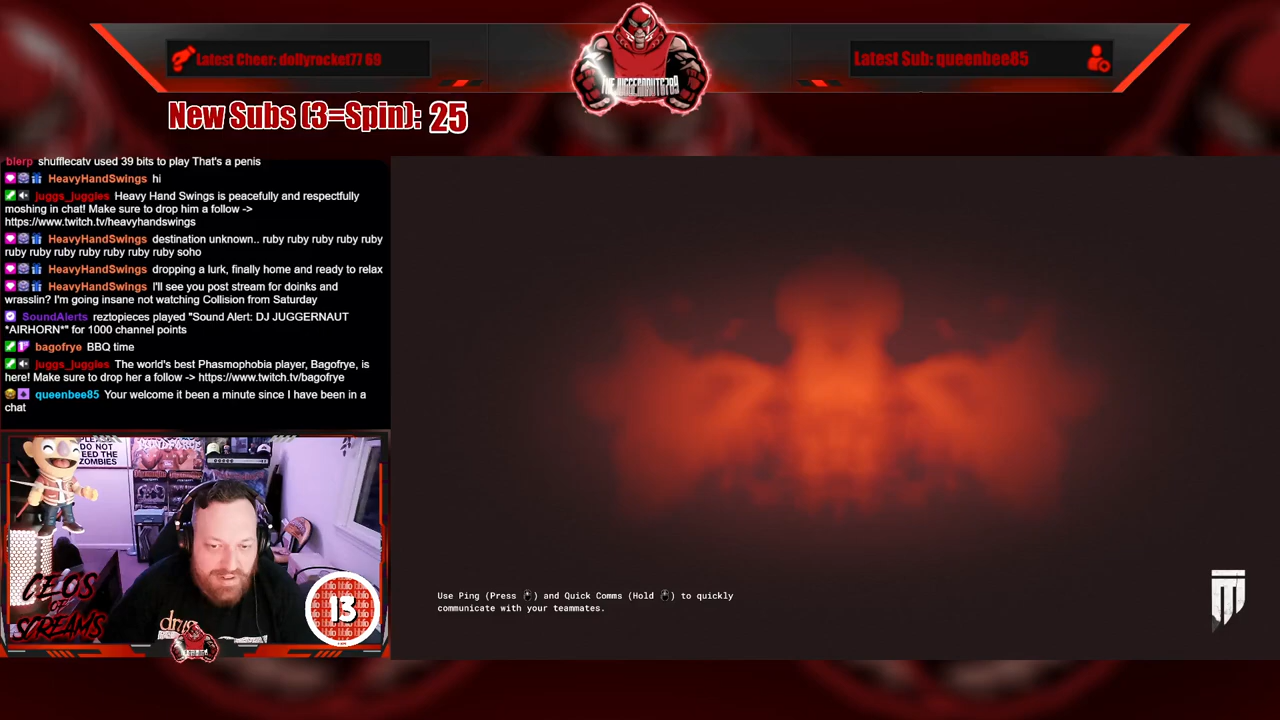 Latest Cheer: dollyrocket77 69
THEJUGGERNAUT6789
Latest Sub: queenbee85
New Subs (3=Spin): 25
blerp shufflecatv used 39 bits to play That's a penis
HeavyHandSwings hi
juggs_juggles Heavy Hand Swings is peacefully and respectfully
moshing in chat! Make sure to drop him a follow ->
https://www.twitch.tv/heavyhandswings
HeavyHandSwings destination unknown.. ruby ruby ruby ruby ruby
ruby ruby ruby ruby ruby ruby ruby soho
HeavyHandSwings dropping a lurk, finally home and ready to relax
HeavyHandSwings I'll see you post stream for doinks and
wrasslin? I'm going insane not watching Collision from Saturday
SoundAlerts reztopieces played "Sound Alert: DJ JUGGERNAUT
*AIRHORN*" for 1000 channel points
bagofrye BBQ time
juggs_juggles The world's best Phasmophobia player, Bagofrye, is
here! Make sure to drop her a follow -> https://www.twitch.tv/bagofrye
queenbee85 Your welcome it been a minute since I have been in a
chat
DO NOT
FEED THE
ZOMBIES
CEO'S
OF
SCREAMS
13
Use Ping (Press ) and Quick Comms (Hold ) to quickly
communicate with your teammates.